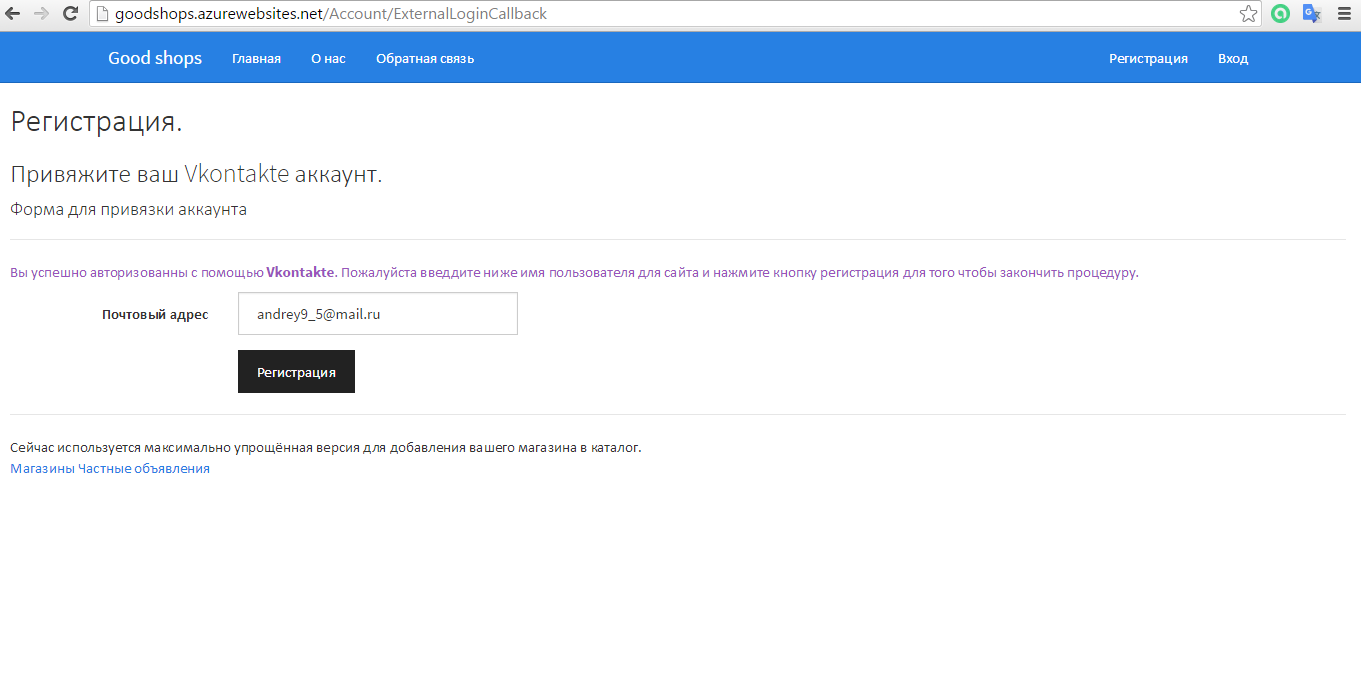 goodshops.azurewebsites.net/Account/ExternalLoginCallback
Good shops Главная О нас Обратная связь Регистрация Вход
Регистрация.
Привяжите ваш Vkontakte аккаунт.
Форма для привязки аккаунта
Вы успешно авторизованны с помощью Vkontakte. Пожалуйста введдите ниже имя пользователя для сайта и нажмите кнопку регистрация для того чтобы закончить процедуру.
Почтовый адрес andrey9_5@mail.ru
Регистрация
Сейчас используется максимально упрощённая версия для добавления вашего магазина в каталог.
Магазины Частные объявления